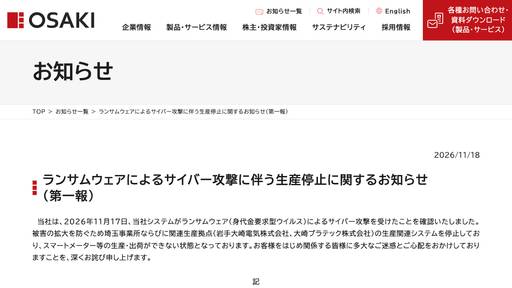 OSAKI
お知らせ一覧
サイト内検索
English
企業情報
製品・サービス情報
株主・投資家情報
サステナビリティ
採用情報
各種お問い合わせ・
資料ダウンロード
（製品・サービス）
お知らせ
TOP > お知らせ一覧 > ランサムウェアによるサイバー攻撃に伴う生産停止に関するお知らせ（第一報）
2026/11/18
ランサムウェアによるサイバー攻撃に伴う生産停止に関するお知らせ
（第一報）
当社は、2026年11月17日、当社システムがランサムウェア（身代金要求型ウイルス）によるサイバー攻撃を受けたことを確認いたしました。
被害の拡大を防ぐため埼玉事業所ならびに関連生産拠点（岩手大崎電気株式会社、大崎プラテック株式会社）の生産関連システムを停止してお
り、スマートメーター等の生産・出荷ができない状態となっております。お客様をはじめ関係する皆様に多大なご迷惑とご心配をおかけしており
ますことを、深くお詫び申し上げます。
記